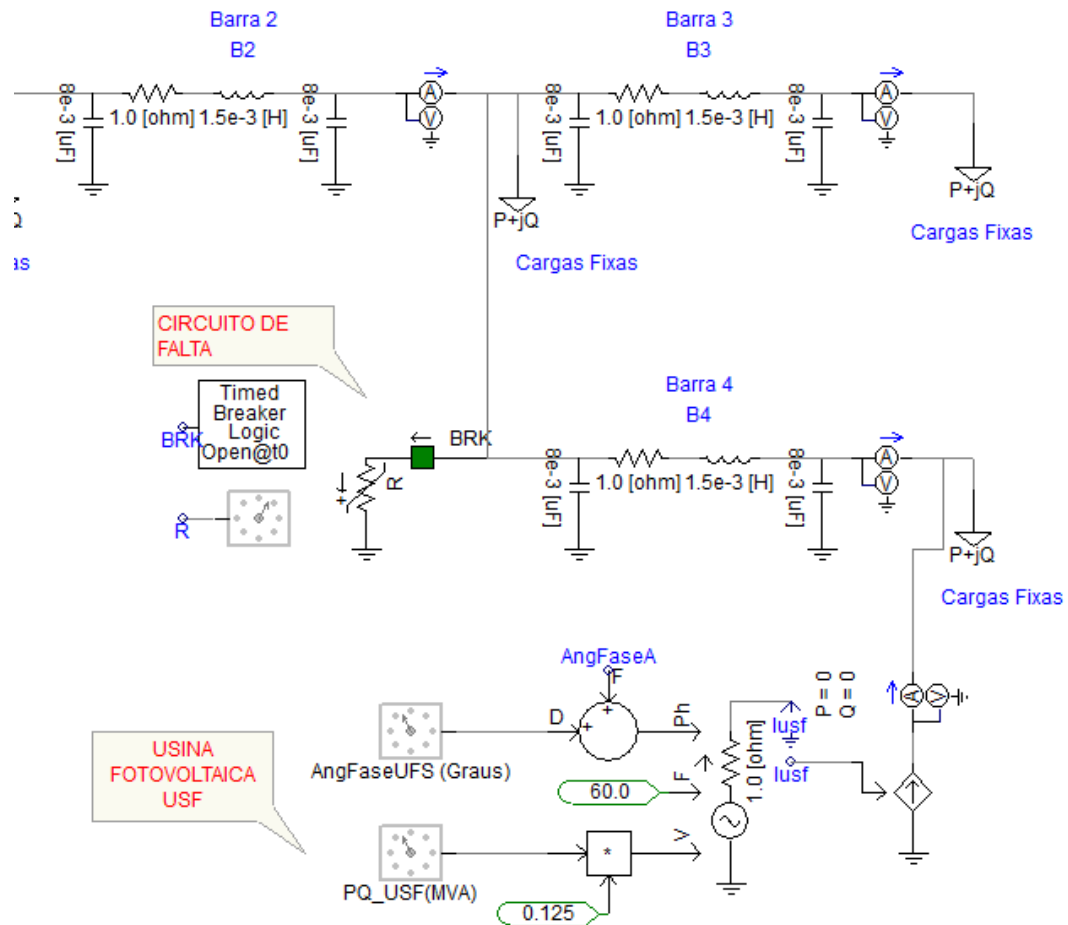 Barra 2
B2
Barra 3
B3
8e-3 [uF]
1.0 [ohm]
1.5e-3 [H]
8e-3 [uF]
A
V
8e-3 [uF]
1.0 [ohm]
1.5e-3 [H]
8e-3 [uF]
A
V
Q
as
P+jQ
Cargas Fixas
P+jQ
Cargas Fixas
CIRCUITO DE
FALTA
Timed
Breaker
Logic
Open@t0
BRK
R
BRK
R
+
Barra 4
B4
8e-3 [uF]
1.0 [ohm]
1.5e-3 [H]
8e-3 [uF]
A
V
P+jQ
Cargas Fixas
AngFaseA
F
D
+
+
Ph
AngFaseUFS (Graus)
60.0
F
V
PQ_USF(MVA)
*
0.125
1.0 [ohm]
Iusf
Iusf
P = 0
Q = 0
A
V
USINA
FOTOVOLTAICA
USF